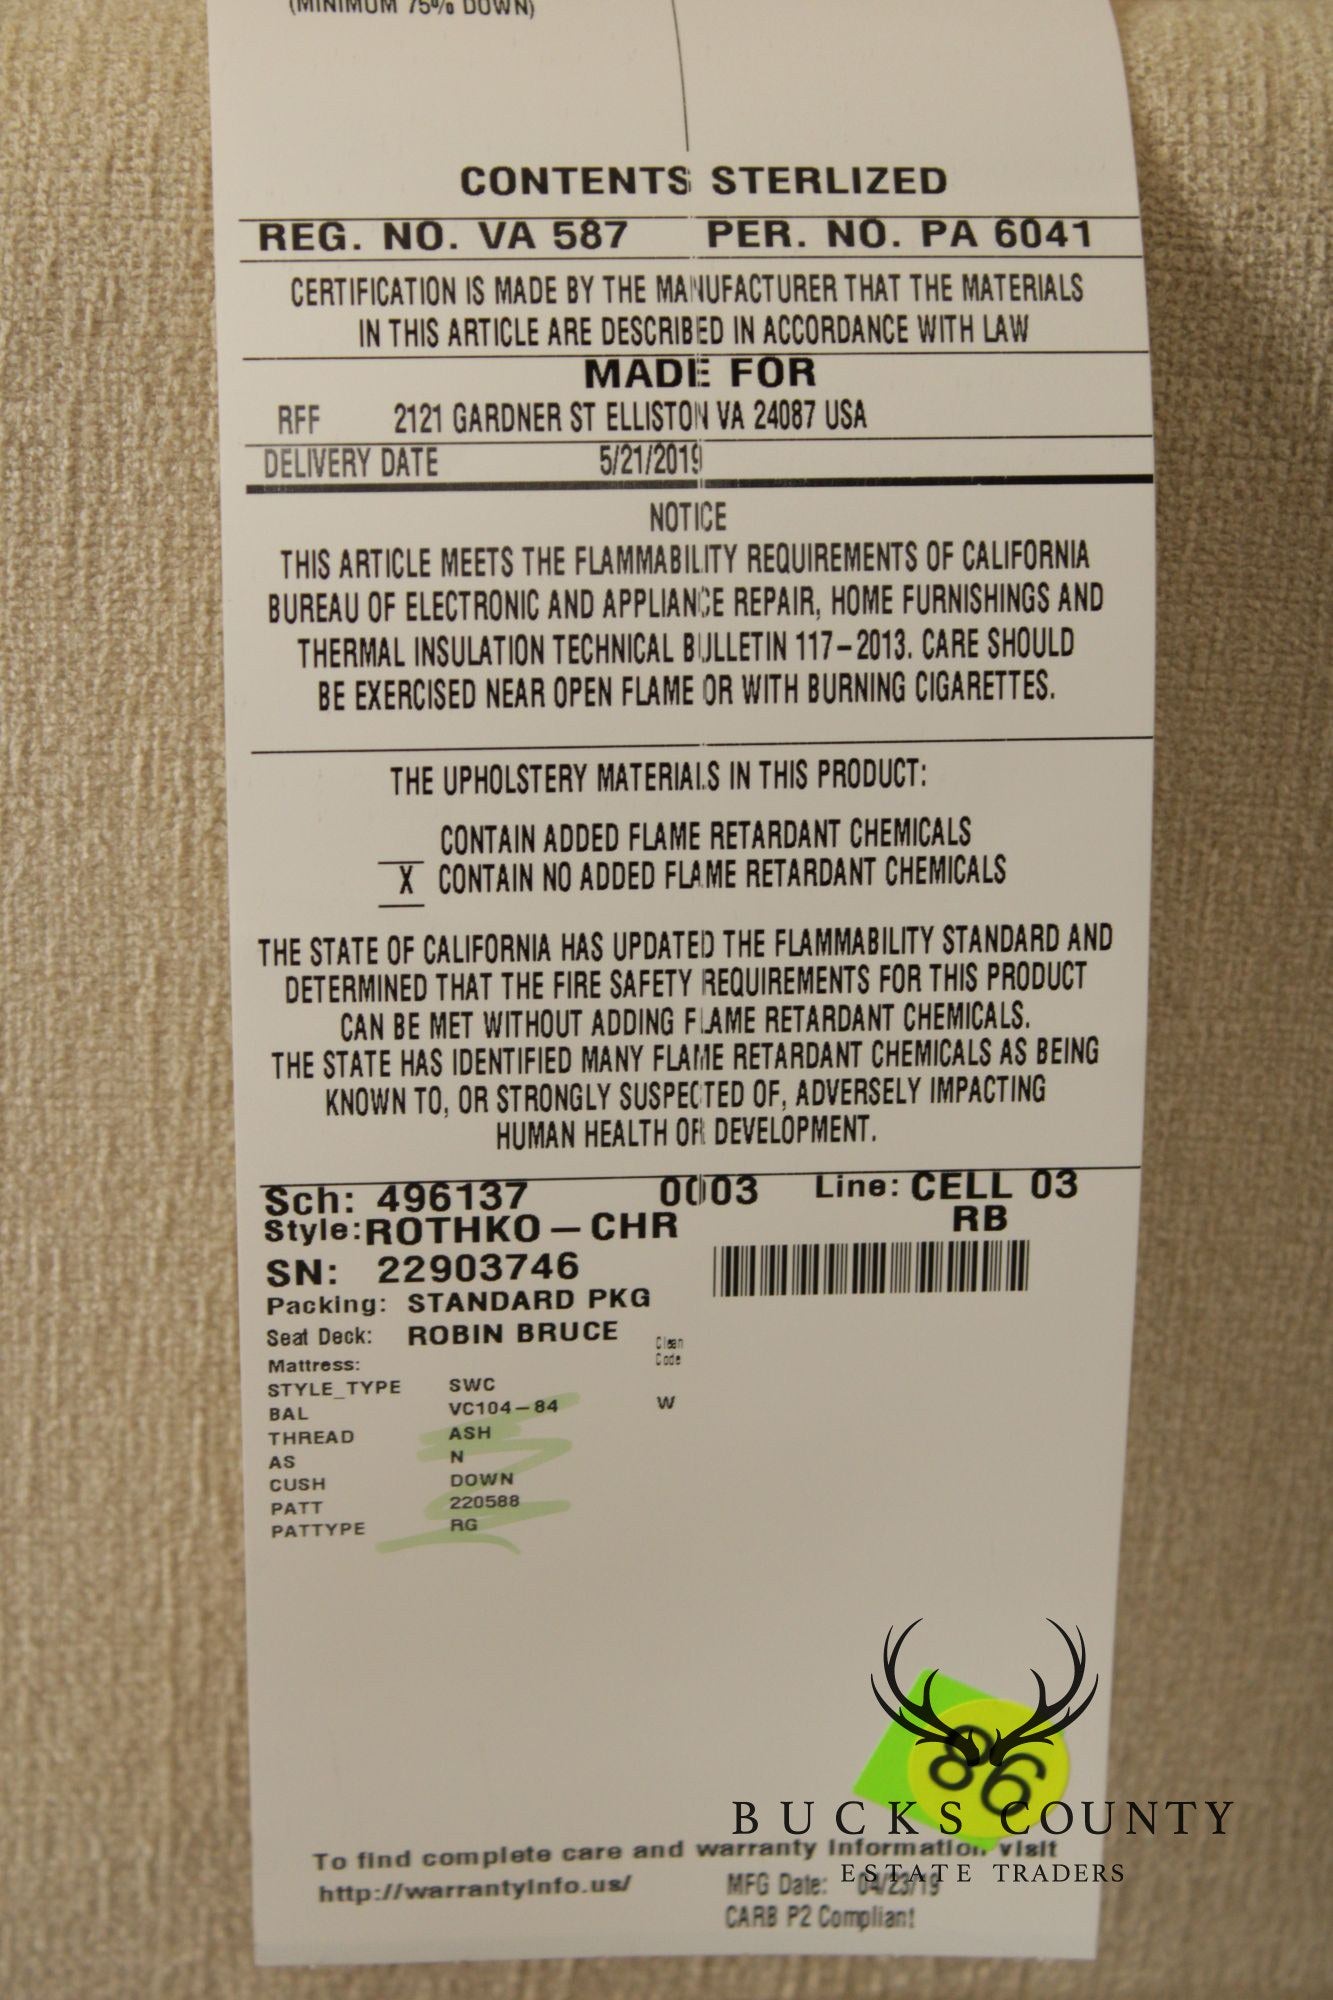 (MINIMUM 75% DOWN)
CONTENTS STERLIZED
REG. NO. VA 587 PER. NO. PA 6041
CERTIFICATION IS MADE BY THE MANUFACTURER THAT THE MATERIALS
IN THIS ARTICLE ARE DESCRIBED IN ACCORDANCE WITH LAW
MADE FOR
RFF 2121 GARDNER ST ELLISTON VA 24087 USA
DELIVERY DATE 5/21/2019
NOTICE
THIS ARTICLE MEETS THE FLAMMABILITY REQUIREMENTS OF CALIFORNIA
BUREAU OF ELECTRONIC AND APPLIANCE REPAIR, HOME FURNISHINGS AND
THERMAL INSULATION TECHNICAL BULLETIN 117-2013. CARE SHOULD
BE EXERCISED NEAR OPEN FLAME OR WITH BURNING CIGARETTES.
THE UPHOLSTERY MATERIALS IN THIS PRODUCT:
CONTAIN ADDED FLAME RETARDANT CHEMICALS
X CONTAIN NO ADDED FLAME RETARDANT CHEMICALS
THE STATE OF CALIFORNIA HAS UPDATED THE FLAMMABILITY STANDARD AND
DETERMINED THAT THE FIRE SAFETY REQUIREMENTS FOR THIS PRODUCT
CAN BE MET WITHOUT ADDING FLAME RETARDANT CHEMICALS.
THE STATE HAS IDENTIFIED MANY FLAME RETARDANT CHEMICALS AS BEING
KNOWN TO, OR STRONGLY SUSPECTED OF, ADVERSELY IMPACTING
HUMAN HEALTH OR DEVELOPMENT.
Sch: 496137 0003 Line: CELL 03
Style: ROTHKO-CHR RB
SN: 22903746
Packing: STANDARD PKG
Seat Deck: ROBIN BRUCE Clean
Mattress: Code
STYLE_TYPE SWC
BAL VC104-84 W
THREAD ASH
AS N
CUSH DOWN
PATT 220588
PATTYPE RG
86
BUCKS COUNTY
ESTATE TRADERS
To find complete care and warranty information visit
http://warrantyinfo.us/ MFG Date: 04/23/19
CARB P2 Compliant